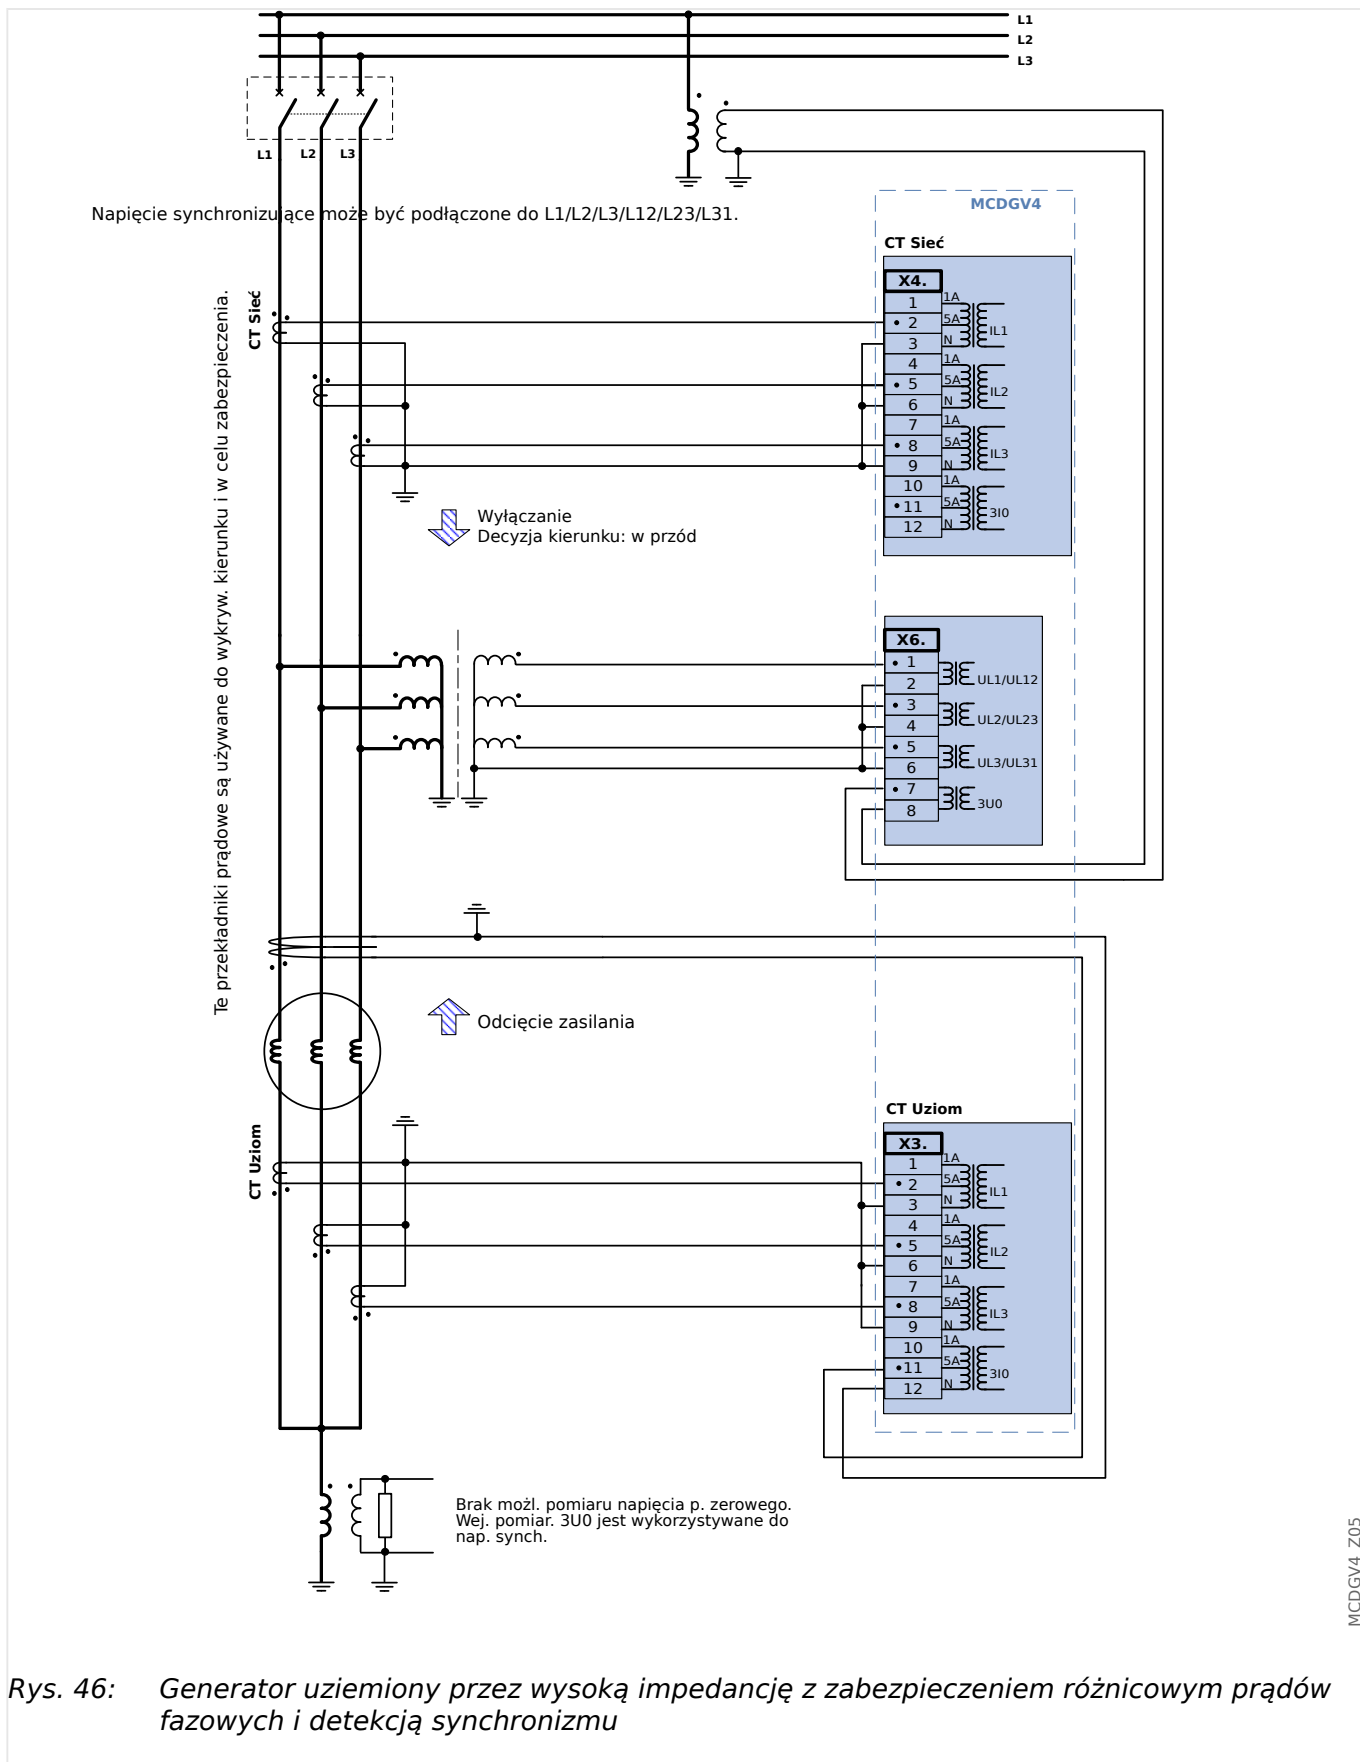 L1
L2
L3
L1
L2
L3
Napięcie synchronizujące może być podłączone do L1/L2/L3/L12/L23/L31.
MCDGV4
CT Sieć
X4.
1
1A
2
5A
IL1
3
N
4
1A
5
5A
IL2
6
N
7
1A
8
5A
IL3
9
N
10
1A
11
5A
3I0
12
N
CT Sieć
Te przekładniki prądowe są używane do wykryw. kierunku i w celu zabezpieczenia.
Wyłączanie
Decyzja kierunku: w przód
X6.
1
2
UL1/UL12
3
4
UL2/UL23
5
6
UL3/UL31
7
8
3U0
Odcięcie zasilania
CT Uziom
CT Uziom
X3.
1
1A
2
5A
IL1
3
N
4
1A
5
5A
IL2
6
N
7
1A
8
5A
IL3
9
N
10
1A
11
5A
3I0
12
N
Brak możl. pomiaru napięcia p. zerowego.
Wej. pomiar. 3U0 jest wykorzystywane do
nap. synch.
MCDGV4_Z05
Rys. 46: Generator uziemiony przez wysoką impedancję z zabezpieczeniem różnicowym prądów
fazowych i detekcją synchronizmu